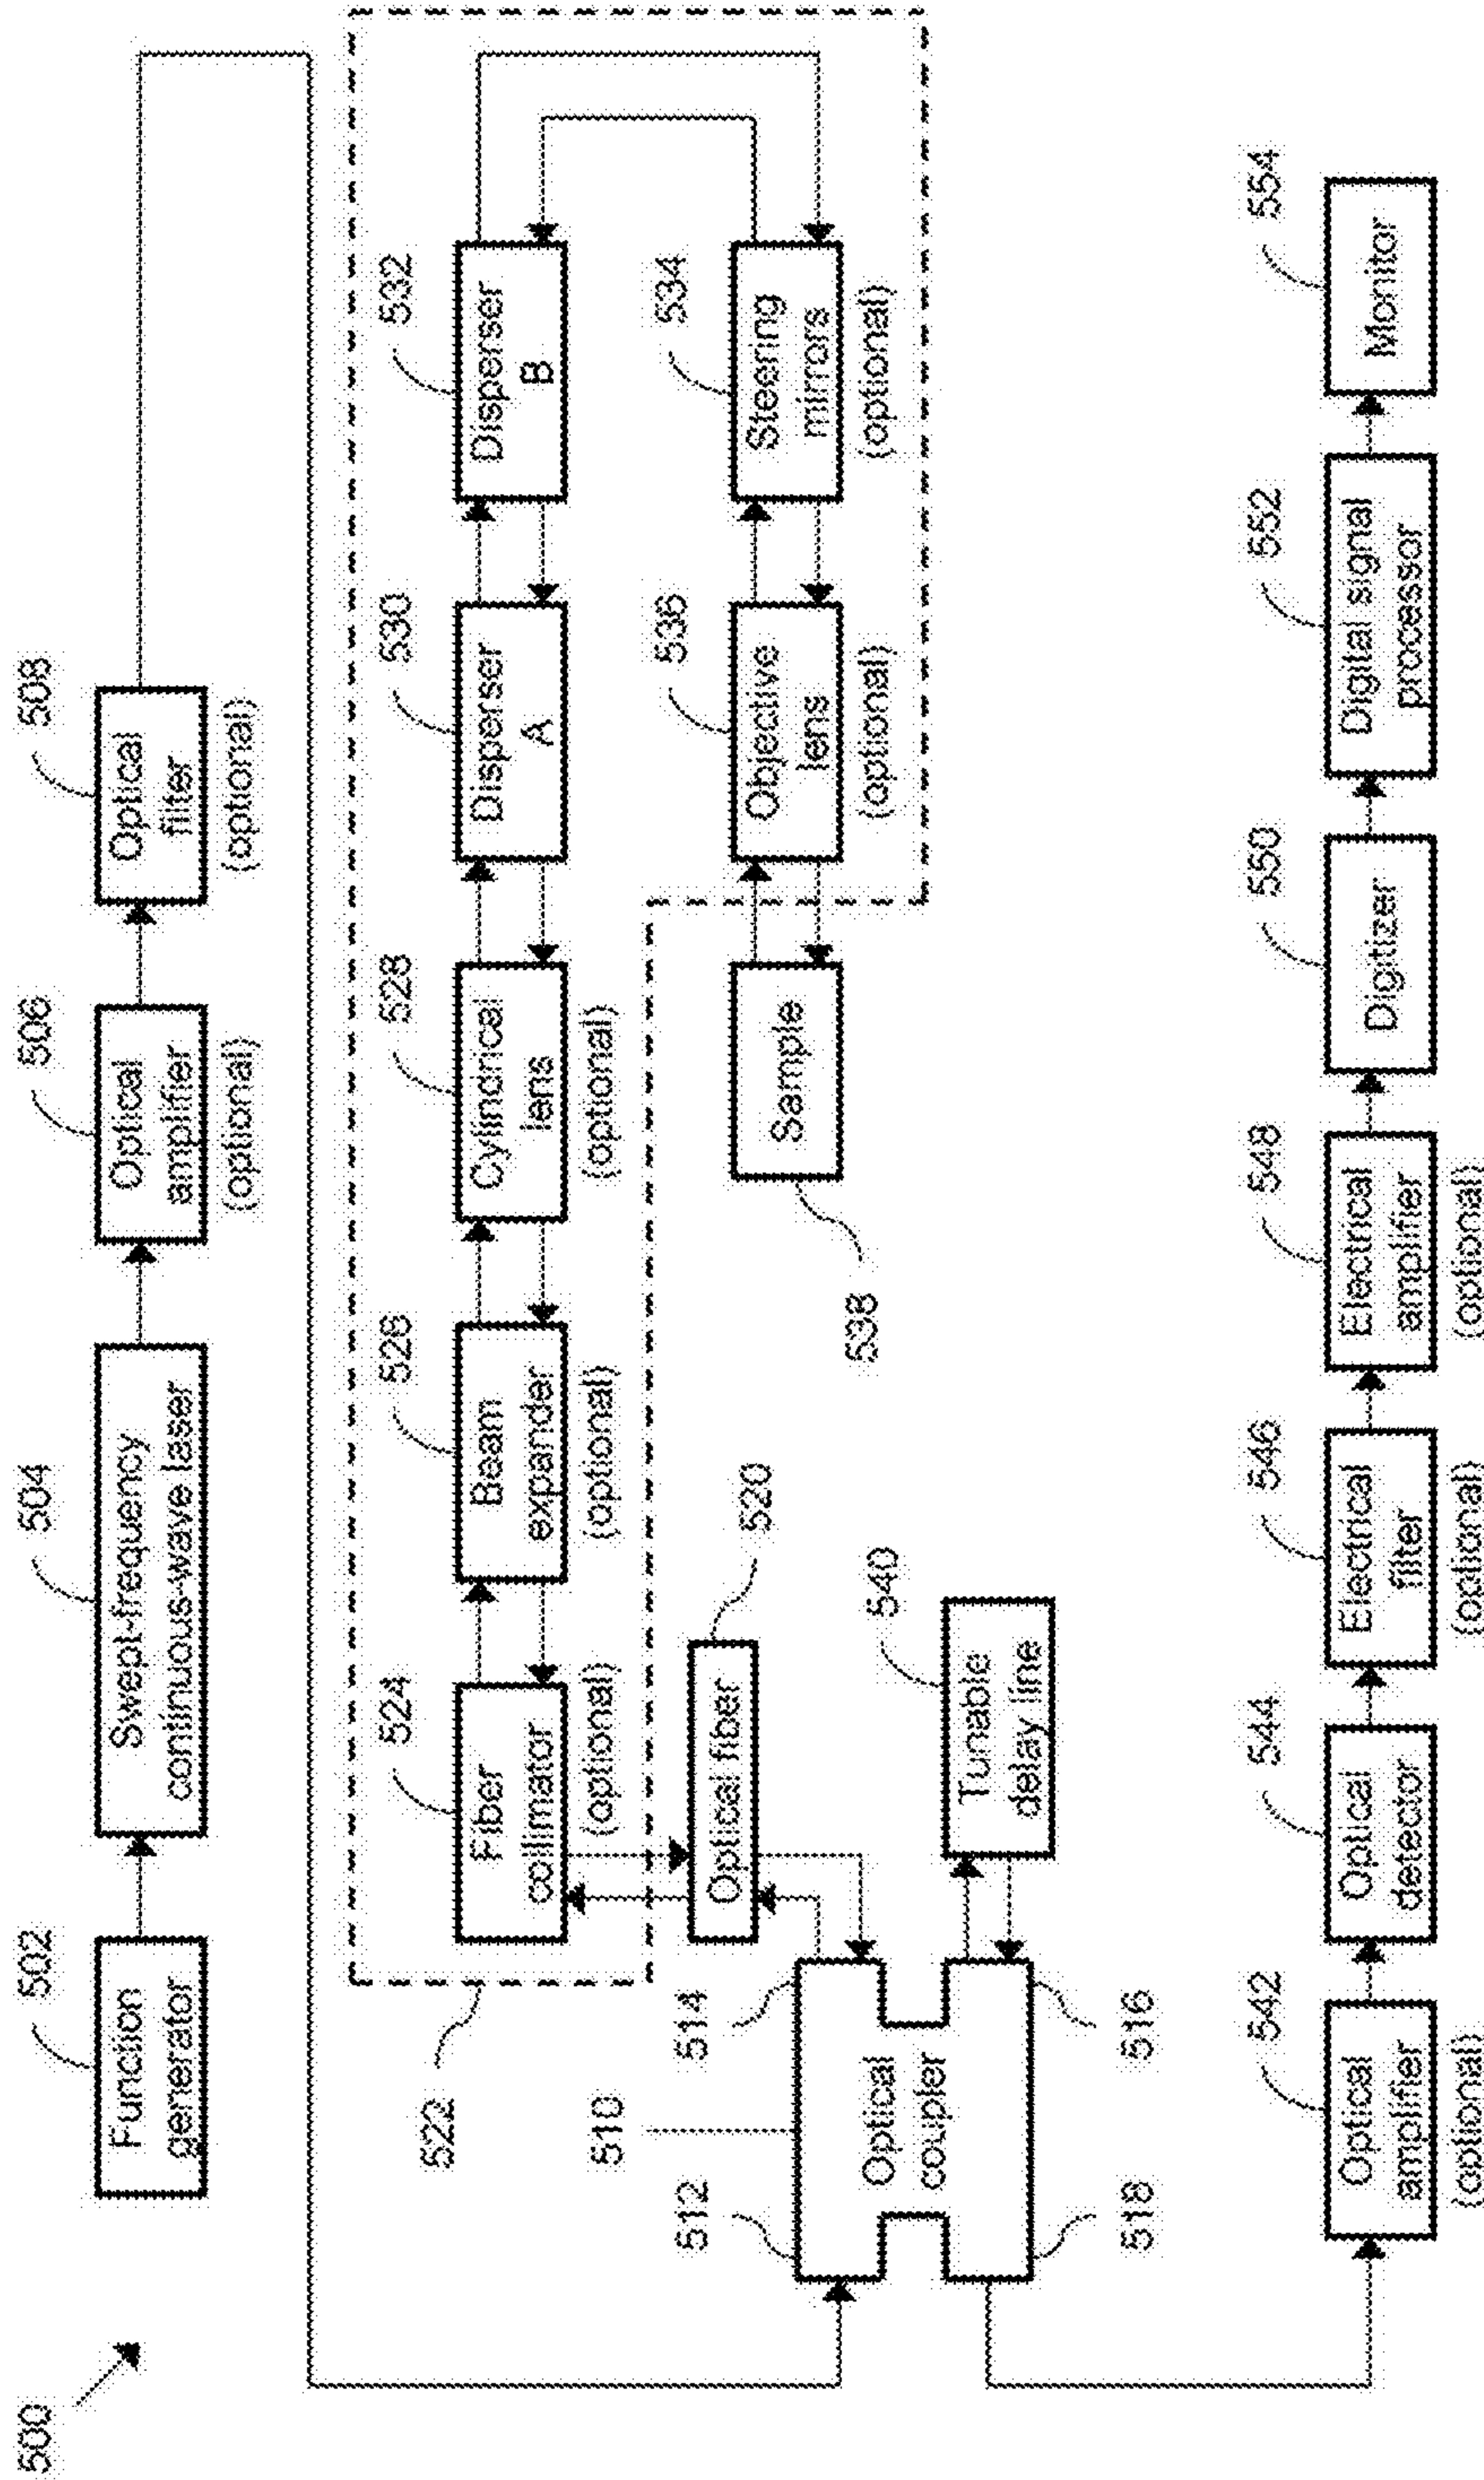 500
502
Function
generator
504
Swept-frequency
continuous-wave laser
506
Optical
amplifier
(optional)
508
Optical
filter
(optional)
522
524
Fiber
collimator
(optional)
526
Beam
expander
(optional)
528
Cylindrical
lens
(optional)
530
Disperser
A
532
Disperser
B
520
Optical fiber
538
Sample
536
Objective
lens
(optional)
534
Steering
mirrors
(optional)
510
512
514
Optical
coupler
518
516
540
Tunable
delay line
542
Optical
amplifier
(optional)
544
Optical
detector
546
Electrical
filter
(optional)
548
Electrical
amplifier
(optional)
550
Digitizer
552
Digital signal
processor
554
Monitor